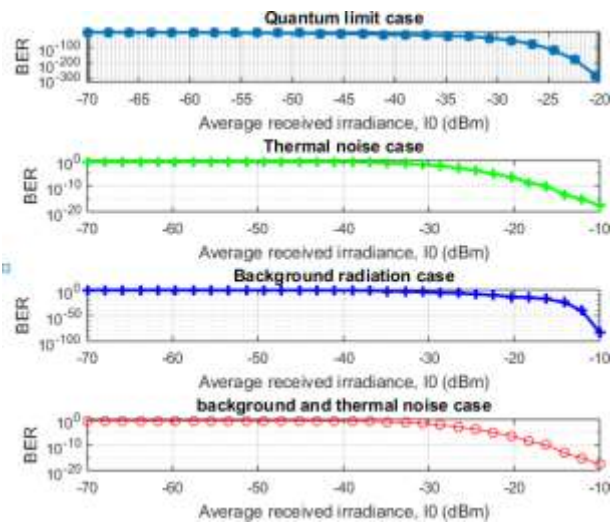 Quantum limit case
BER
10^-100
10^-200
10^-300
-70 -65 -60 -55 -50 -45 -40 -35 -30 -25 -20
Average received irradiance, I0 (dBm)
Thermal noise case
BER
10^0
10^-10
10^-20
-70 -60 -50 -40 -30 -20 -10
Average received irradiance, I0 (dBm)
Background radiation case
BER
10^0
10^-50
10^-100
-70 -60 -50 -40 -30 -20 -10
Average received irradiance, I0 (dBm)
background and thermal noise case
BER
10^0
10^-10
10^-20
-70 -60 -50 -40 -30 -20 -10
Average received irradiance, I0 (dBm)